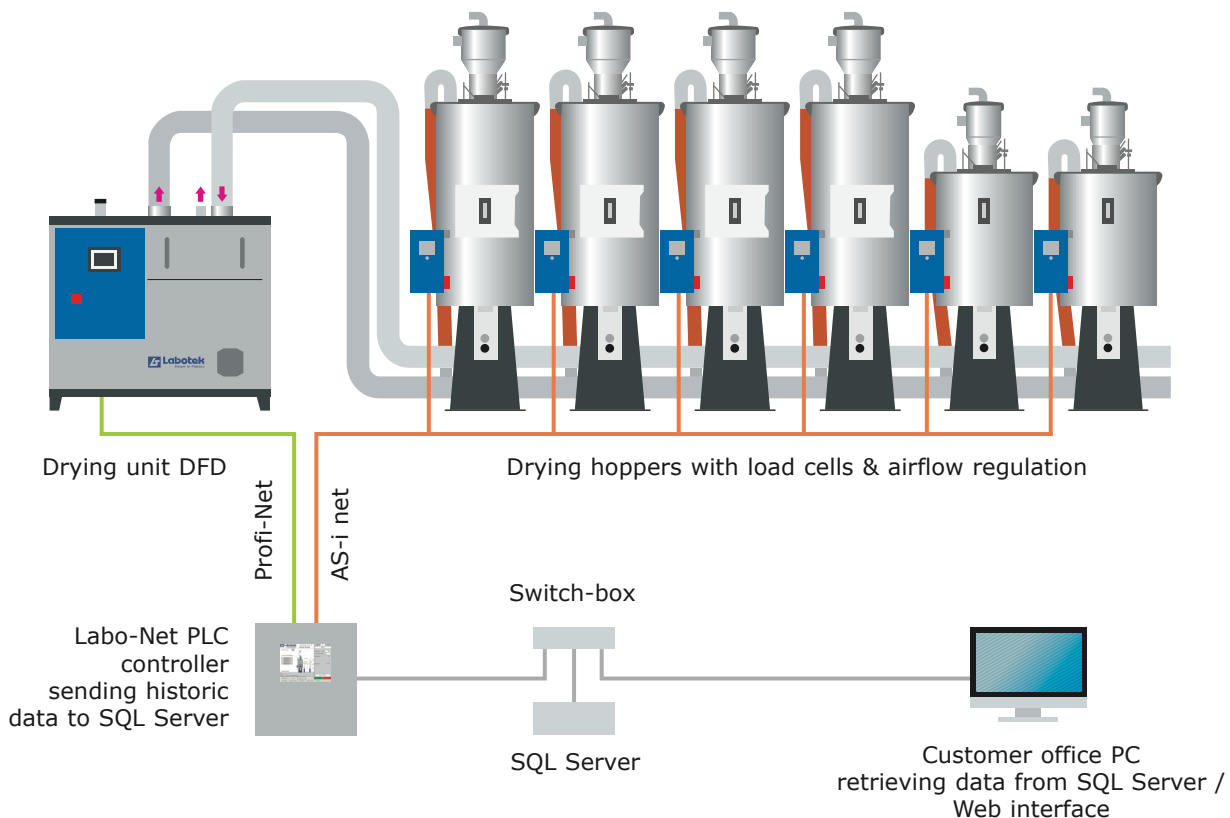 Labotek
Drying unit DFD
Drying hoppers with load cells & airflow regulation
Profi-Net
AS-i net
Switch-box
Labo-Net PLC
controller
sending historic
data to SQL Server
SQL Server
Customer office PC
retrieving data from SQL Server /
Web interface